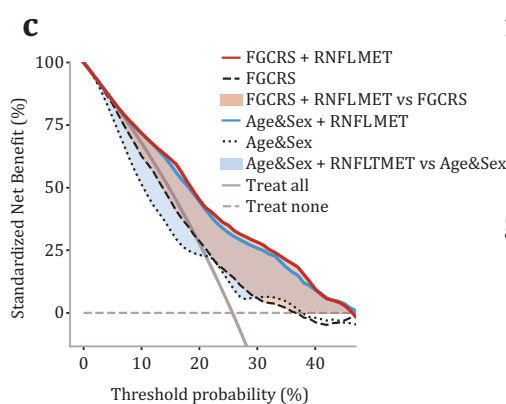 c
FGCRS + RNFLMET
FGCRS
FGCRS + RNFLMET vs FGCRS
Age&Sex + RNFLMET
Age&Sex
Age&Sex + RNFLTMET vs Age&Sex
Treat all
Treat none
Standardized Net Benefit (%)
100
75
50
25
0
0 10 20 30 40
Threshold probability (%)